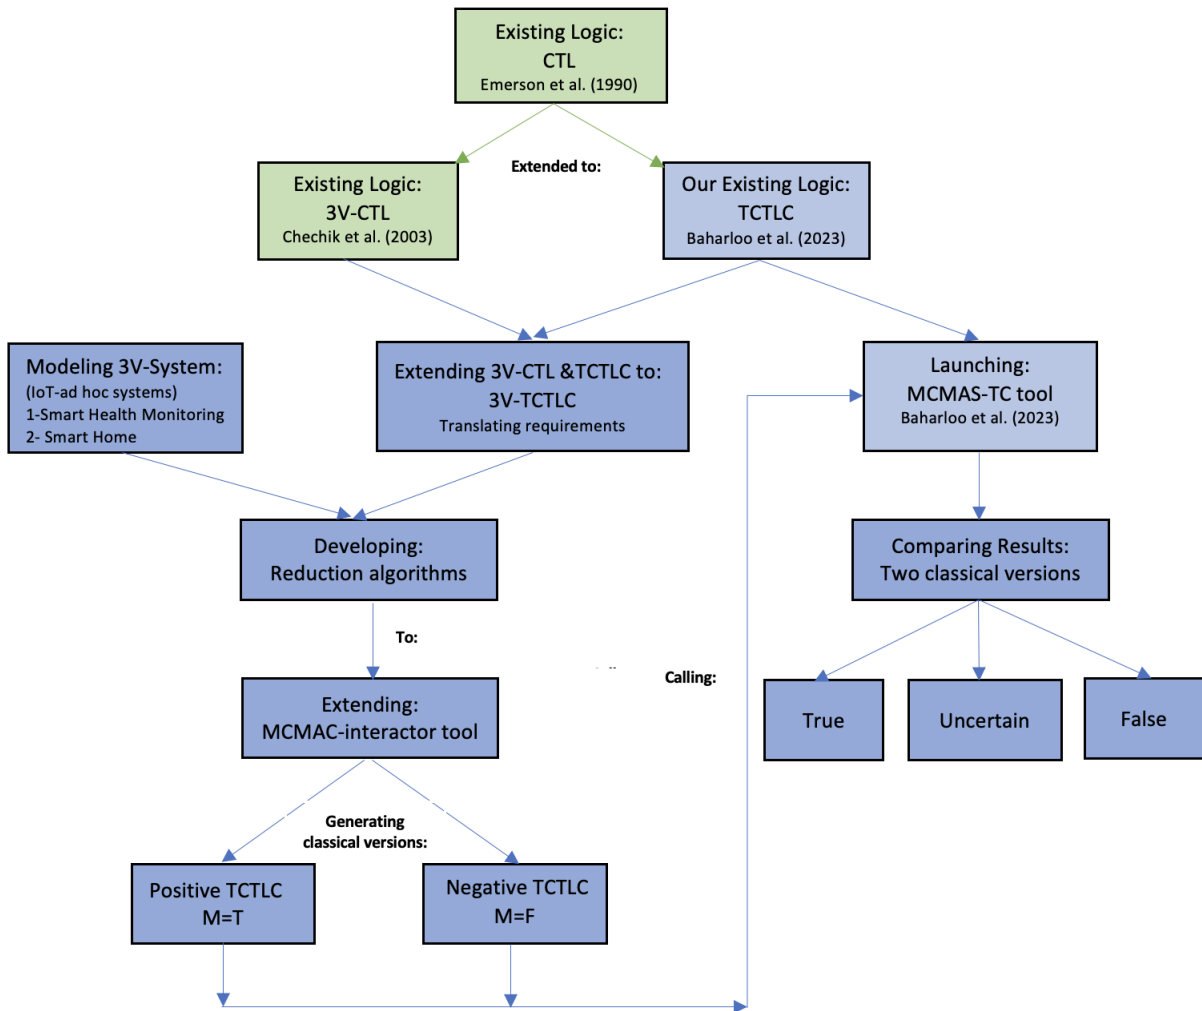 Existing Logic:
CTL
Emerson et al. (1990)
Extended to:
Existing Logic:
3V-CTL
Chechik et al. (2003)
Our Existing Logic:
TCTLC
Baharloo et al. (2023)
Modeling 3V-System:
(IoT-ad hoc systems)
1-Smart Health Monitoring
2- Smart Home
Extending 3V-CTL &TCTLC to:
3V-TCTLC
Translating requirements
Launching:
MCMAS-TC tool
Baharloo et al. (2023)
Developing:
Reduction algorithms
Comparing Results:
Two classical versions
To:
Calling:
Extending:
MCMAC-interactor tool
True
Uncertain
False
Generating
classical versions:
Positive TCTLC
M=T
Negative TCTLC
M=F